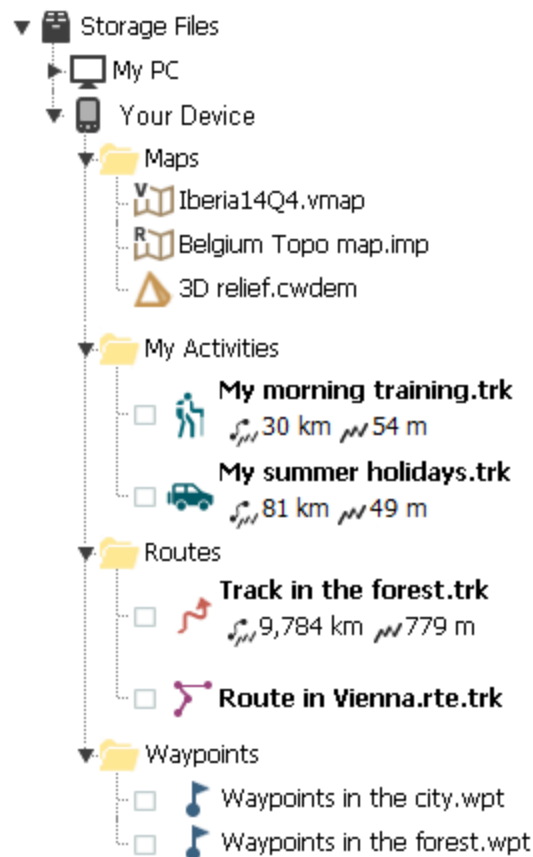 Storage Files
My PC
Your Device
Maps
V
Iberia14Q4.vmap
R
Belgium Topo map.imp
3D relief.cwdem
My Activities
My morning training.trk
30 km 54 m
My summer holidays.trk
81 km 49 m
Routes
Track in the forest.trk
9,784 km 779 m
Route in Vienna.rte.trk
Waypoints
Waypoints in the city.wpt
Waypoints in the forest.wpt